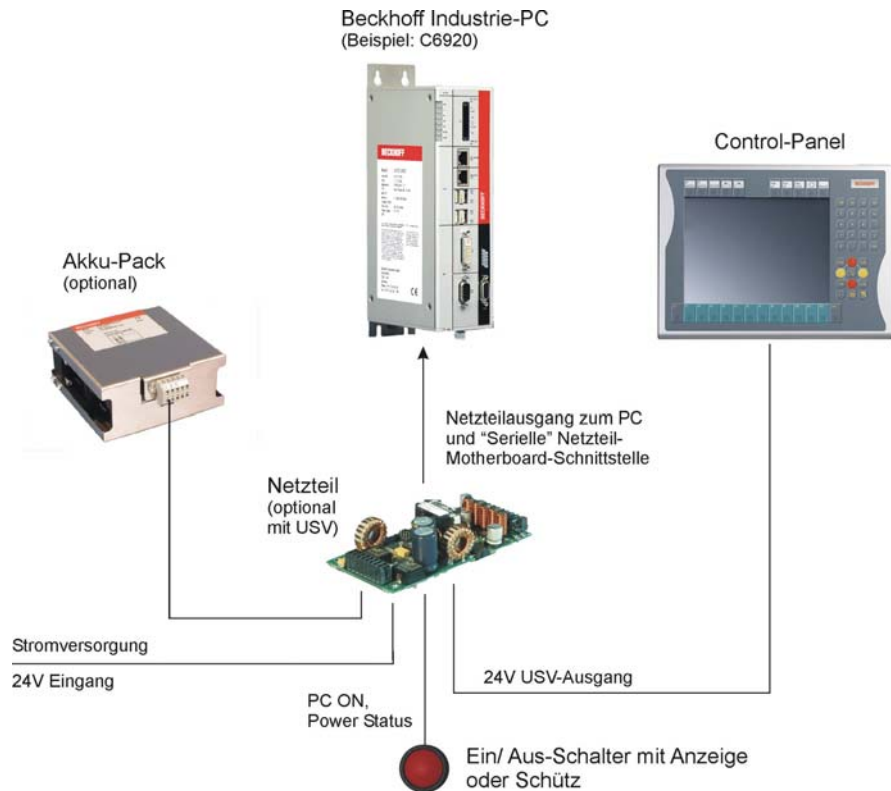 Beckhoff Industrie-PC
(Beispiel: C6920)
Control-Panel
Akku-Pack
(optional)
BECKHOFF
BECKHOFF
Netzteilausgang zum PC
und “Serielle” Netzteil-
Motherboard-Schnittstelle
Netzteil
(optional
mit USV)
Stromversorgung
24V Eingang
24V USV-Ausgang
PC ON,
Power Status
Ein/ Aus-Schalter mit Anzeige
oder Schütz